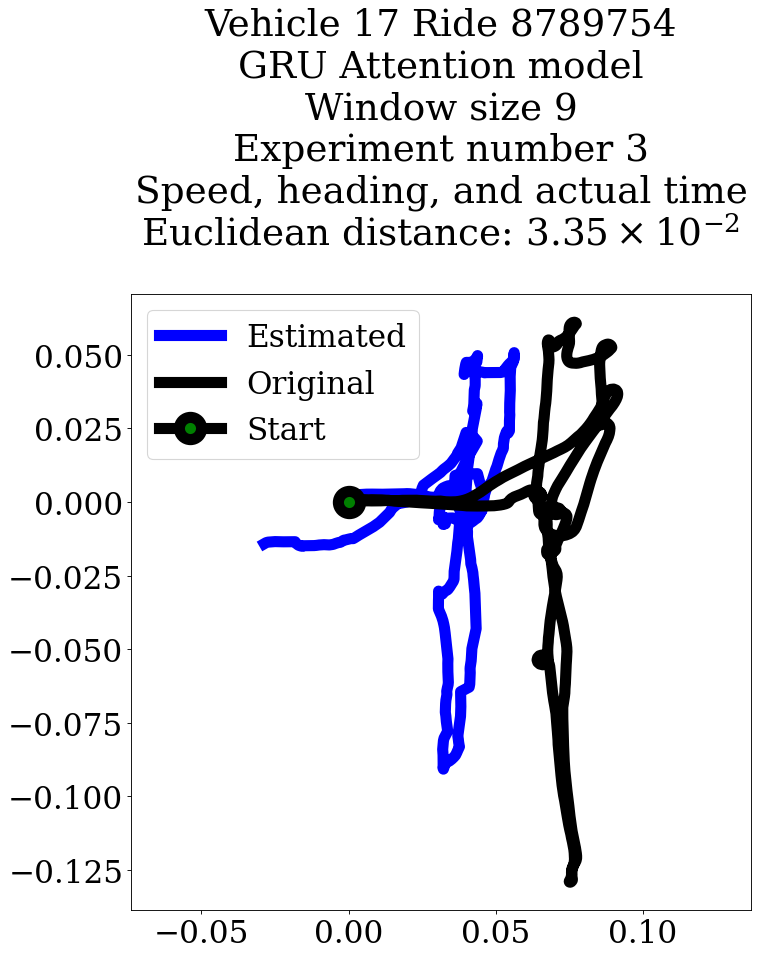 Vehicle 17 Ride 8789754
GRU Attention model
Window size 9
Experiment number 3
Speed, heading, and actual time
Euclidean distance: 3.35 × 10⁻²
Estimated
Original
Start
0.050
0.025
0.000
−0.025
−0.050
−0.075
−0.100
−0.125
−0.05 0.00 0.05 0.10